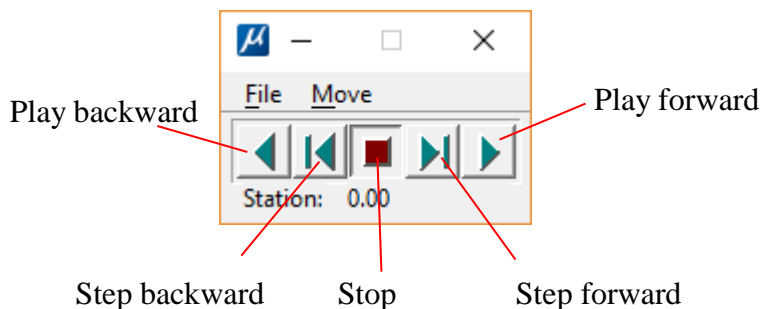 µ
File Move
Play backward
Play forward
Station: 0.00
Step backward Stop Step forward